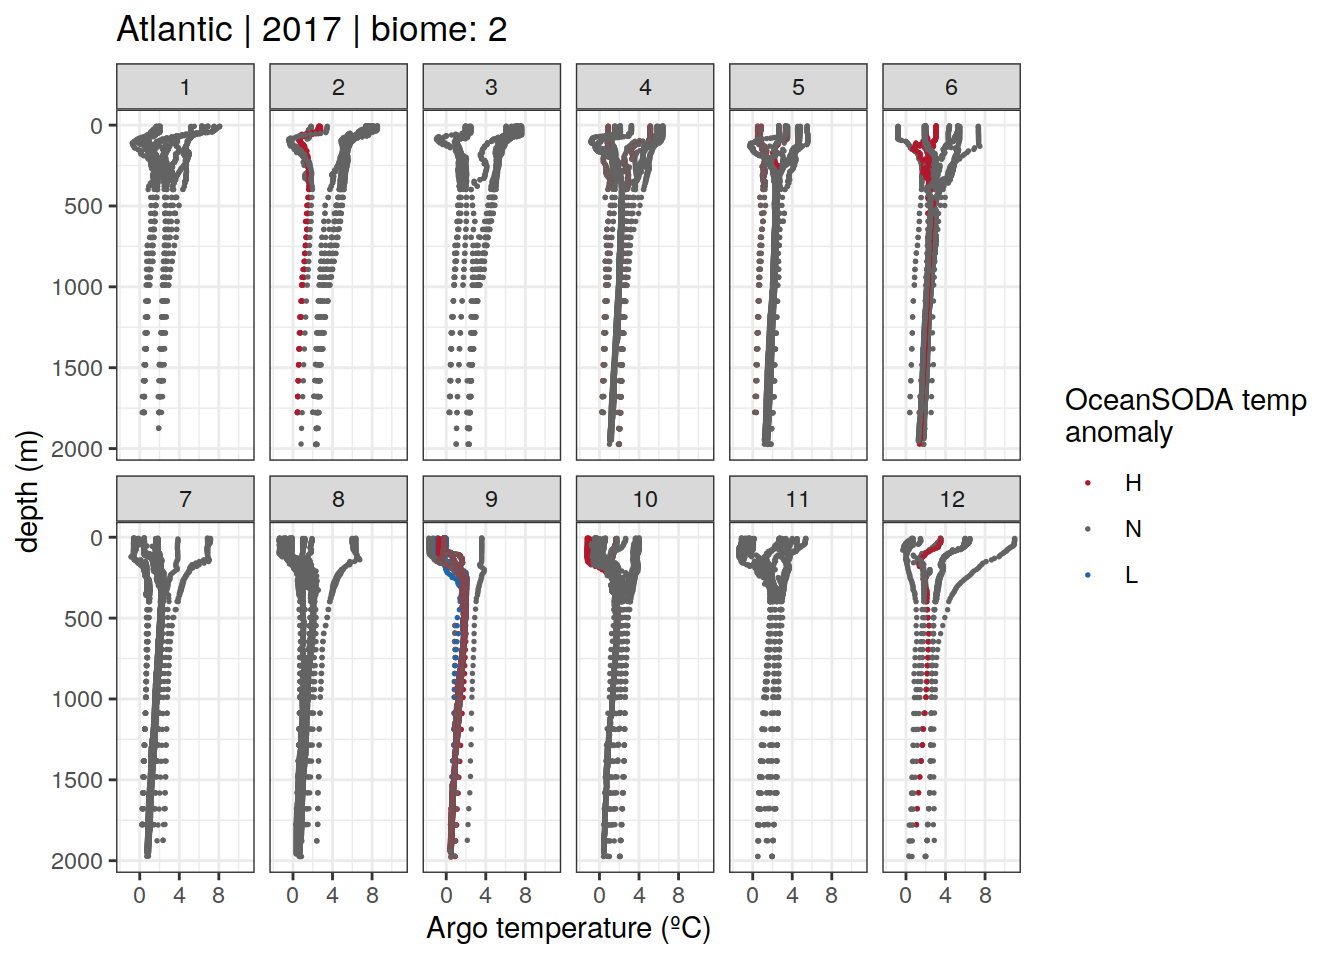 Atlantic | 2017 | biome: 2
1 2 3 4 5 6
0
500
1000
1500
2000
7 8 9 10 11 12
0
500
1000
1500
2000
0 4 8 0 4 8 0 4 8 0 4 8 0 4 8 0 4 8
Argo temperature (ºC)
depth (m)
OceanSODA temp
anomaly
H
N
L